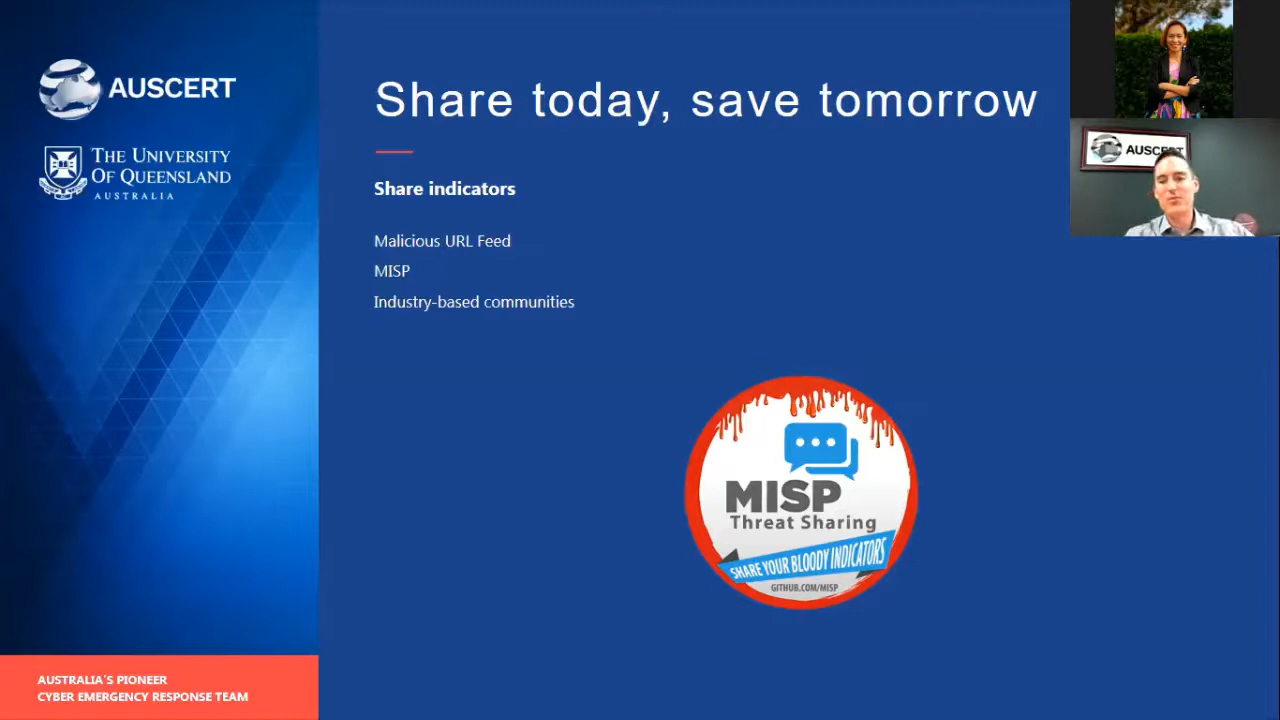 AUSCERT
THE UNIVERSITY
OF QUEENSLAND
AUSTRALIA
Share today, save tomorrow
Share indicators
Malicious URL Feed
MISP
Industry-based communities
MISP
Threat Sharing
SHARE YOUR BLOODY INDICATORS
GITHUB.COM/MISP
AUSTRALIA'S PIONEER
CYBER EMERGENCY RESPONSE TEAM
AUSCERT